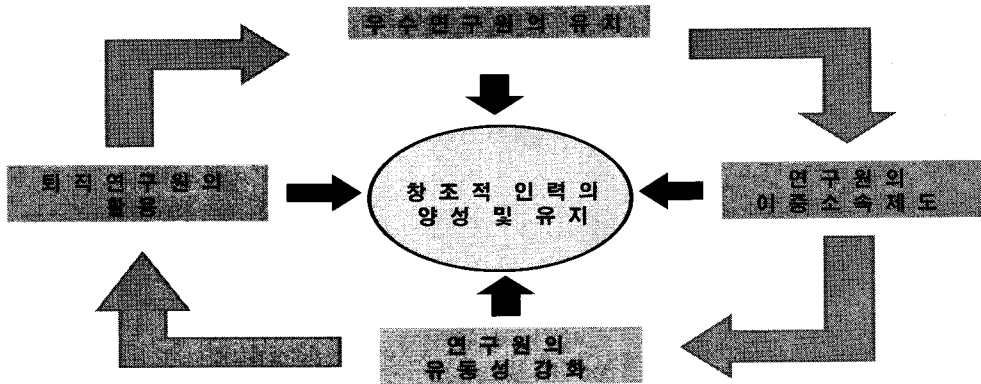 우수연구원의 유치
퇴직연구원의
활용
창조적 인력의
양성 및 유지
연구원의
이중소속제도
연구원의
유동성 강화